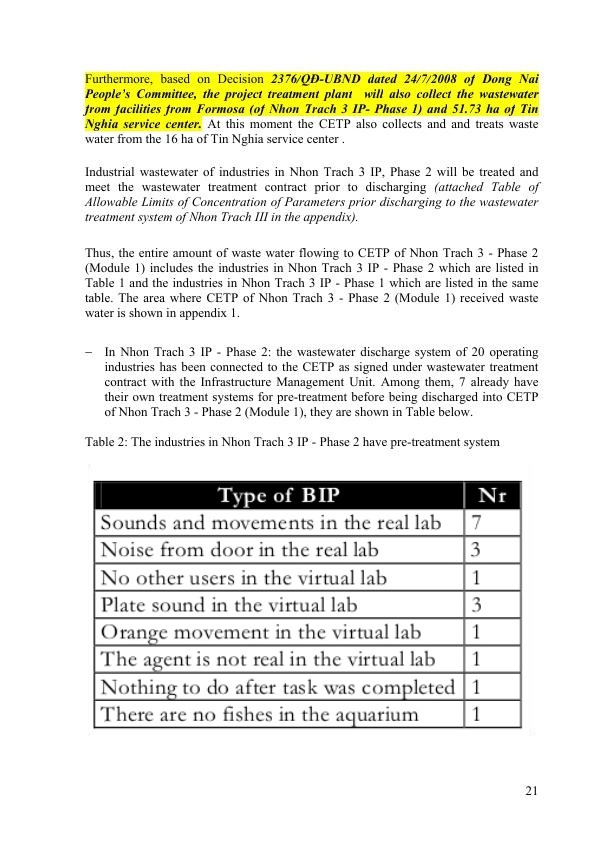 Furthermore, based on Decision 2376/QĐ-UBND dated 24/7/2008 of Dong Nai
People's Committee, the project treatment plant will also collect the wastewater
from facilities from Formosa (of Nhon Trach 3 IP- Phase 1) and 51.73 ha of Tin
Nghia service center. At this moment the CETP also collects and and treats waste
water from the 16 ha of Tin Nghia service center .
Industrial wastewater of industries in Nhon Trach 3 IP, Phase 2 will be treated and
meet the wastewater treatment contract prior to discharging (attached Table of
Allowable Limits of Concentration of Parameters prior discharging to the wastewater
treatment system of Nhon Trach III in the appendix).
Thus, the entire amount of waste water flowing to CETP of Nhon Trach 3 - Phase 2
(Module 1) includes the industries in Nhon Trach 3 IP - Phase 2 which are listed in
Table 1 and the industries in Nhon Trach 3 IP - Phase 1 which are listed in the same
table. The area where CETP of Nhon Trach 3 - Phase 2 (Module 1) received waste
water is shown in appendix 1.
– In Nhon Trach 3 IP - Phase 2: the wastewater discharge system of 20 operating
industries has been connected to the CETP as signed under wastewater treatment
contract with the Infrastructure Management Unit. Among them, 7 already have
their own treatment systems for pre-treatment before being discharged into CETP
of Nhon Trach 3 - Phase 2 (Module 1), they are shown in Table below.
Table 2: The industries in Nhon Trach 3 IP - Phase 2 have pre-treatment system
Type of BIP Nr
Sounds and movements in the real lab 7
Noise from door in the real lab 3
No other users in the virtual lab 1
Plate sound in the virtual lab 3
Orange movement in the virtual lab 1
The agent is not real in the virtual lab 1
Nothing to do after task was completed 1
There are no fishes in the aquarium 1
21